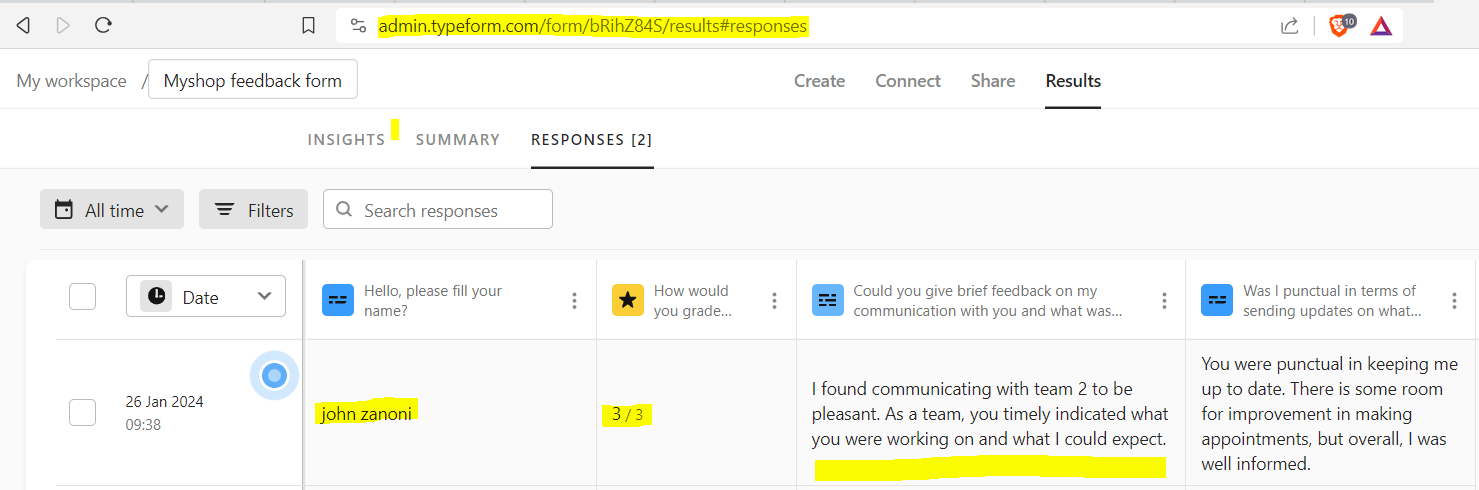 admin.typeform.com/form/bRihZ84S/results#responses
10
My workspace / Myshop feedback form
Create Connect Share Results
INSIGHTS SUMMARY RESPONSES [2]
All time Filters Search responses
Date
Hello, please fill your
name?
How would
you grade...
Could you give brief feedback on my
communication with you and what was...
Was I punctual in terms of
sending updates on what...
26 Jan 2024
09:38
john zanoni
3 / 3
I found communicating with team 2 to be
pleasant. As a team, you timely indicated what
you were working on and what I could expect.
You were punctual in keeping me
up to date. There is some room
for improvement in making
appointments, but overall, I was
well informed.